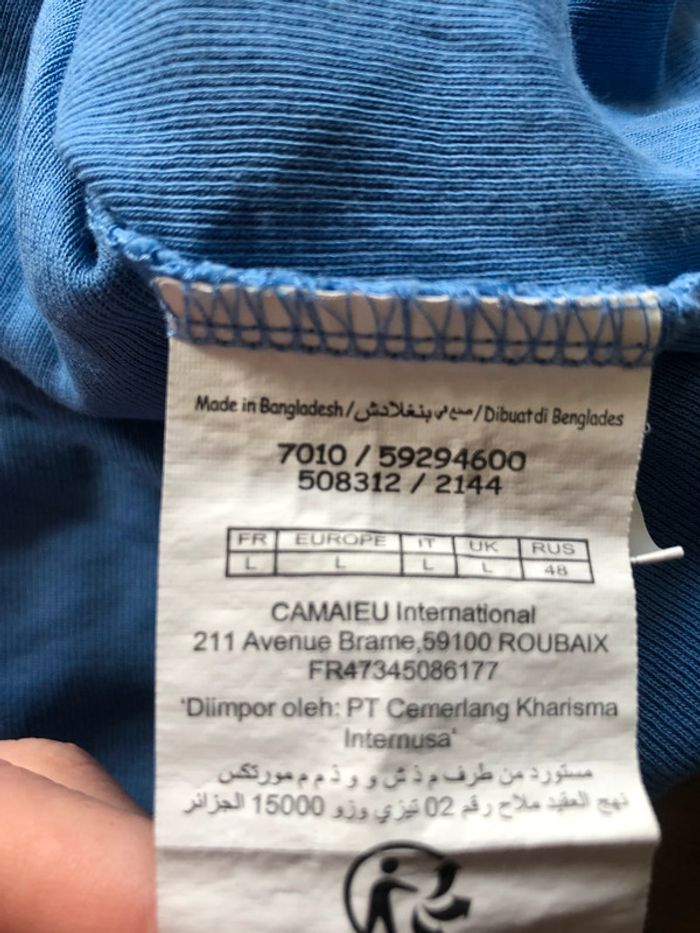 Made in Bangladesh / صنع في بنغلادش / Dibuat di Benglades
7010 / 59294600
508312 / 2144
FR EUROPE IT UK RUS
L L L L 48
CAMAIEU International
211 Avenue Brame,59100 ROUBAIX
FR47345086177
'Diimpor oleh: PT Cemerlang Kharisma
Internusa'
مستورد من طرف م ذ ش و و ذ م م مورتكس
نهج العقيد ملاح رقم 02 تيزي وزو 15000 الجزائر